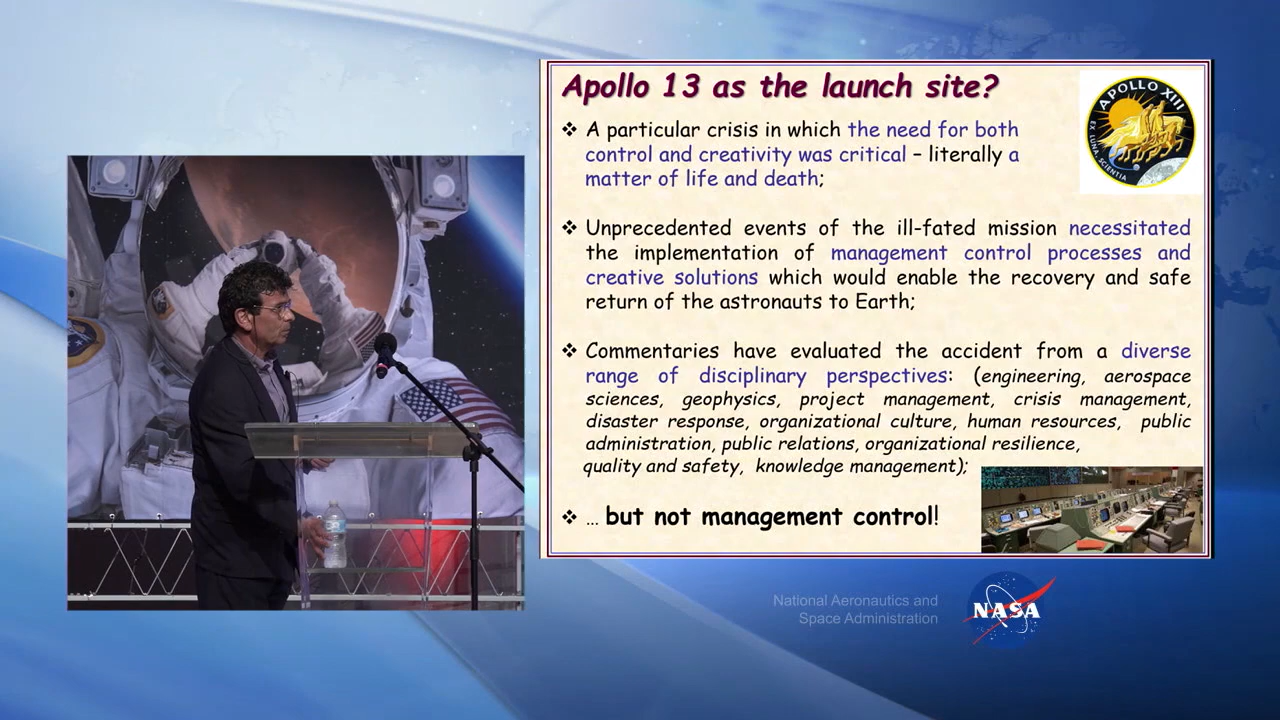 Apollo 13 as the launch site?
❖ A particular crisis in which the need for both
control and creativity was critical – literally a
matter of life and death;
❖ Unprecedented events of the ill-fated mission necessitated
the implementation of management control processes and
creative solutions which would enable the recovery and safe
return of the astronauts to Earth;
❖ Commentaries have evaluated the accident from a diverse
range of disciplinary perspectives: (engineering, aerospace
sciences, geophysics, project management, crisis management,
disaster response, organizational culture, human resources, public
administration, public relations, organizational resilience,
quality and safety, knowledge management);
❖ … but not management control!
APOLLO XIII
EX LUNA, SCIENTIA
National Aeronautics and
Space Administration
NASA